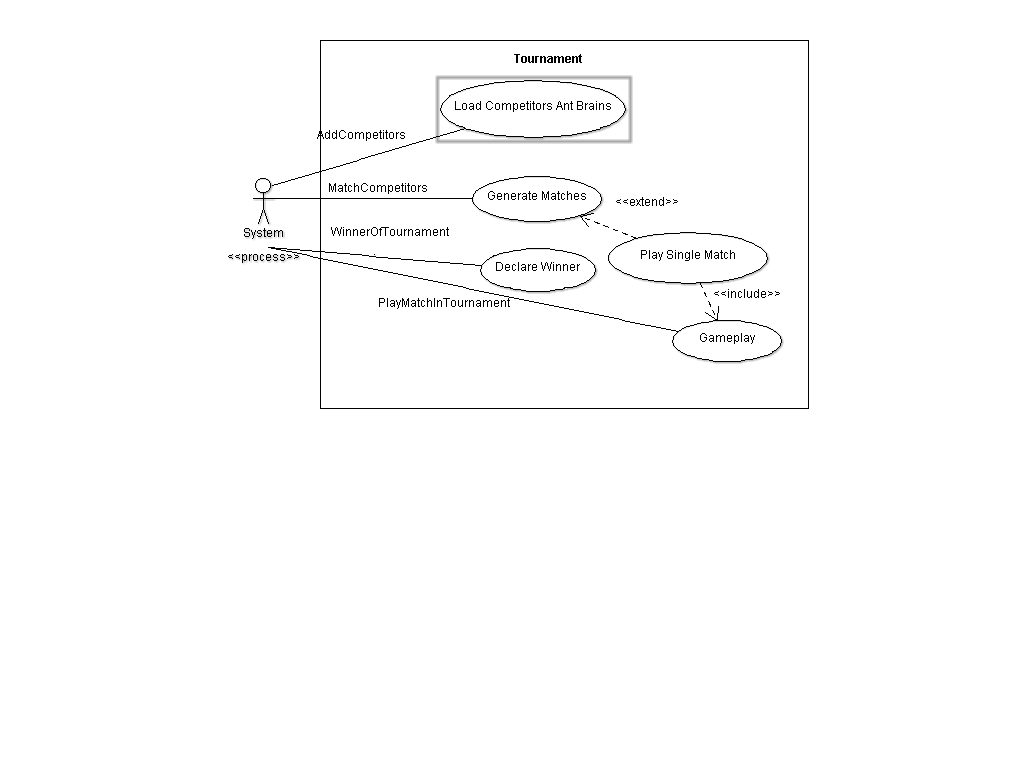 Tournament
Load Competitors Ant Brains
AddCompetitors
MatchCompetitors
Generate Matches
<<extend>>
System
WinnerOfTournament
<<process>>
Play Single Match
Declare Winner
<<include>>
PlayMatchInTournament
Gameplay